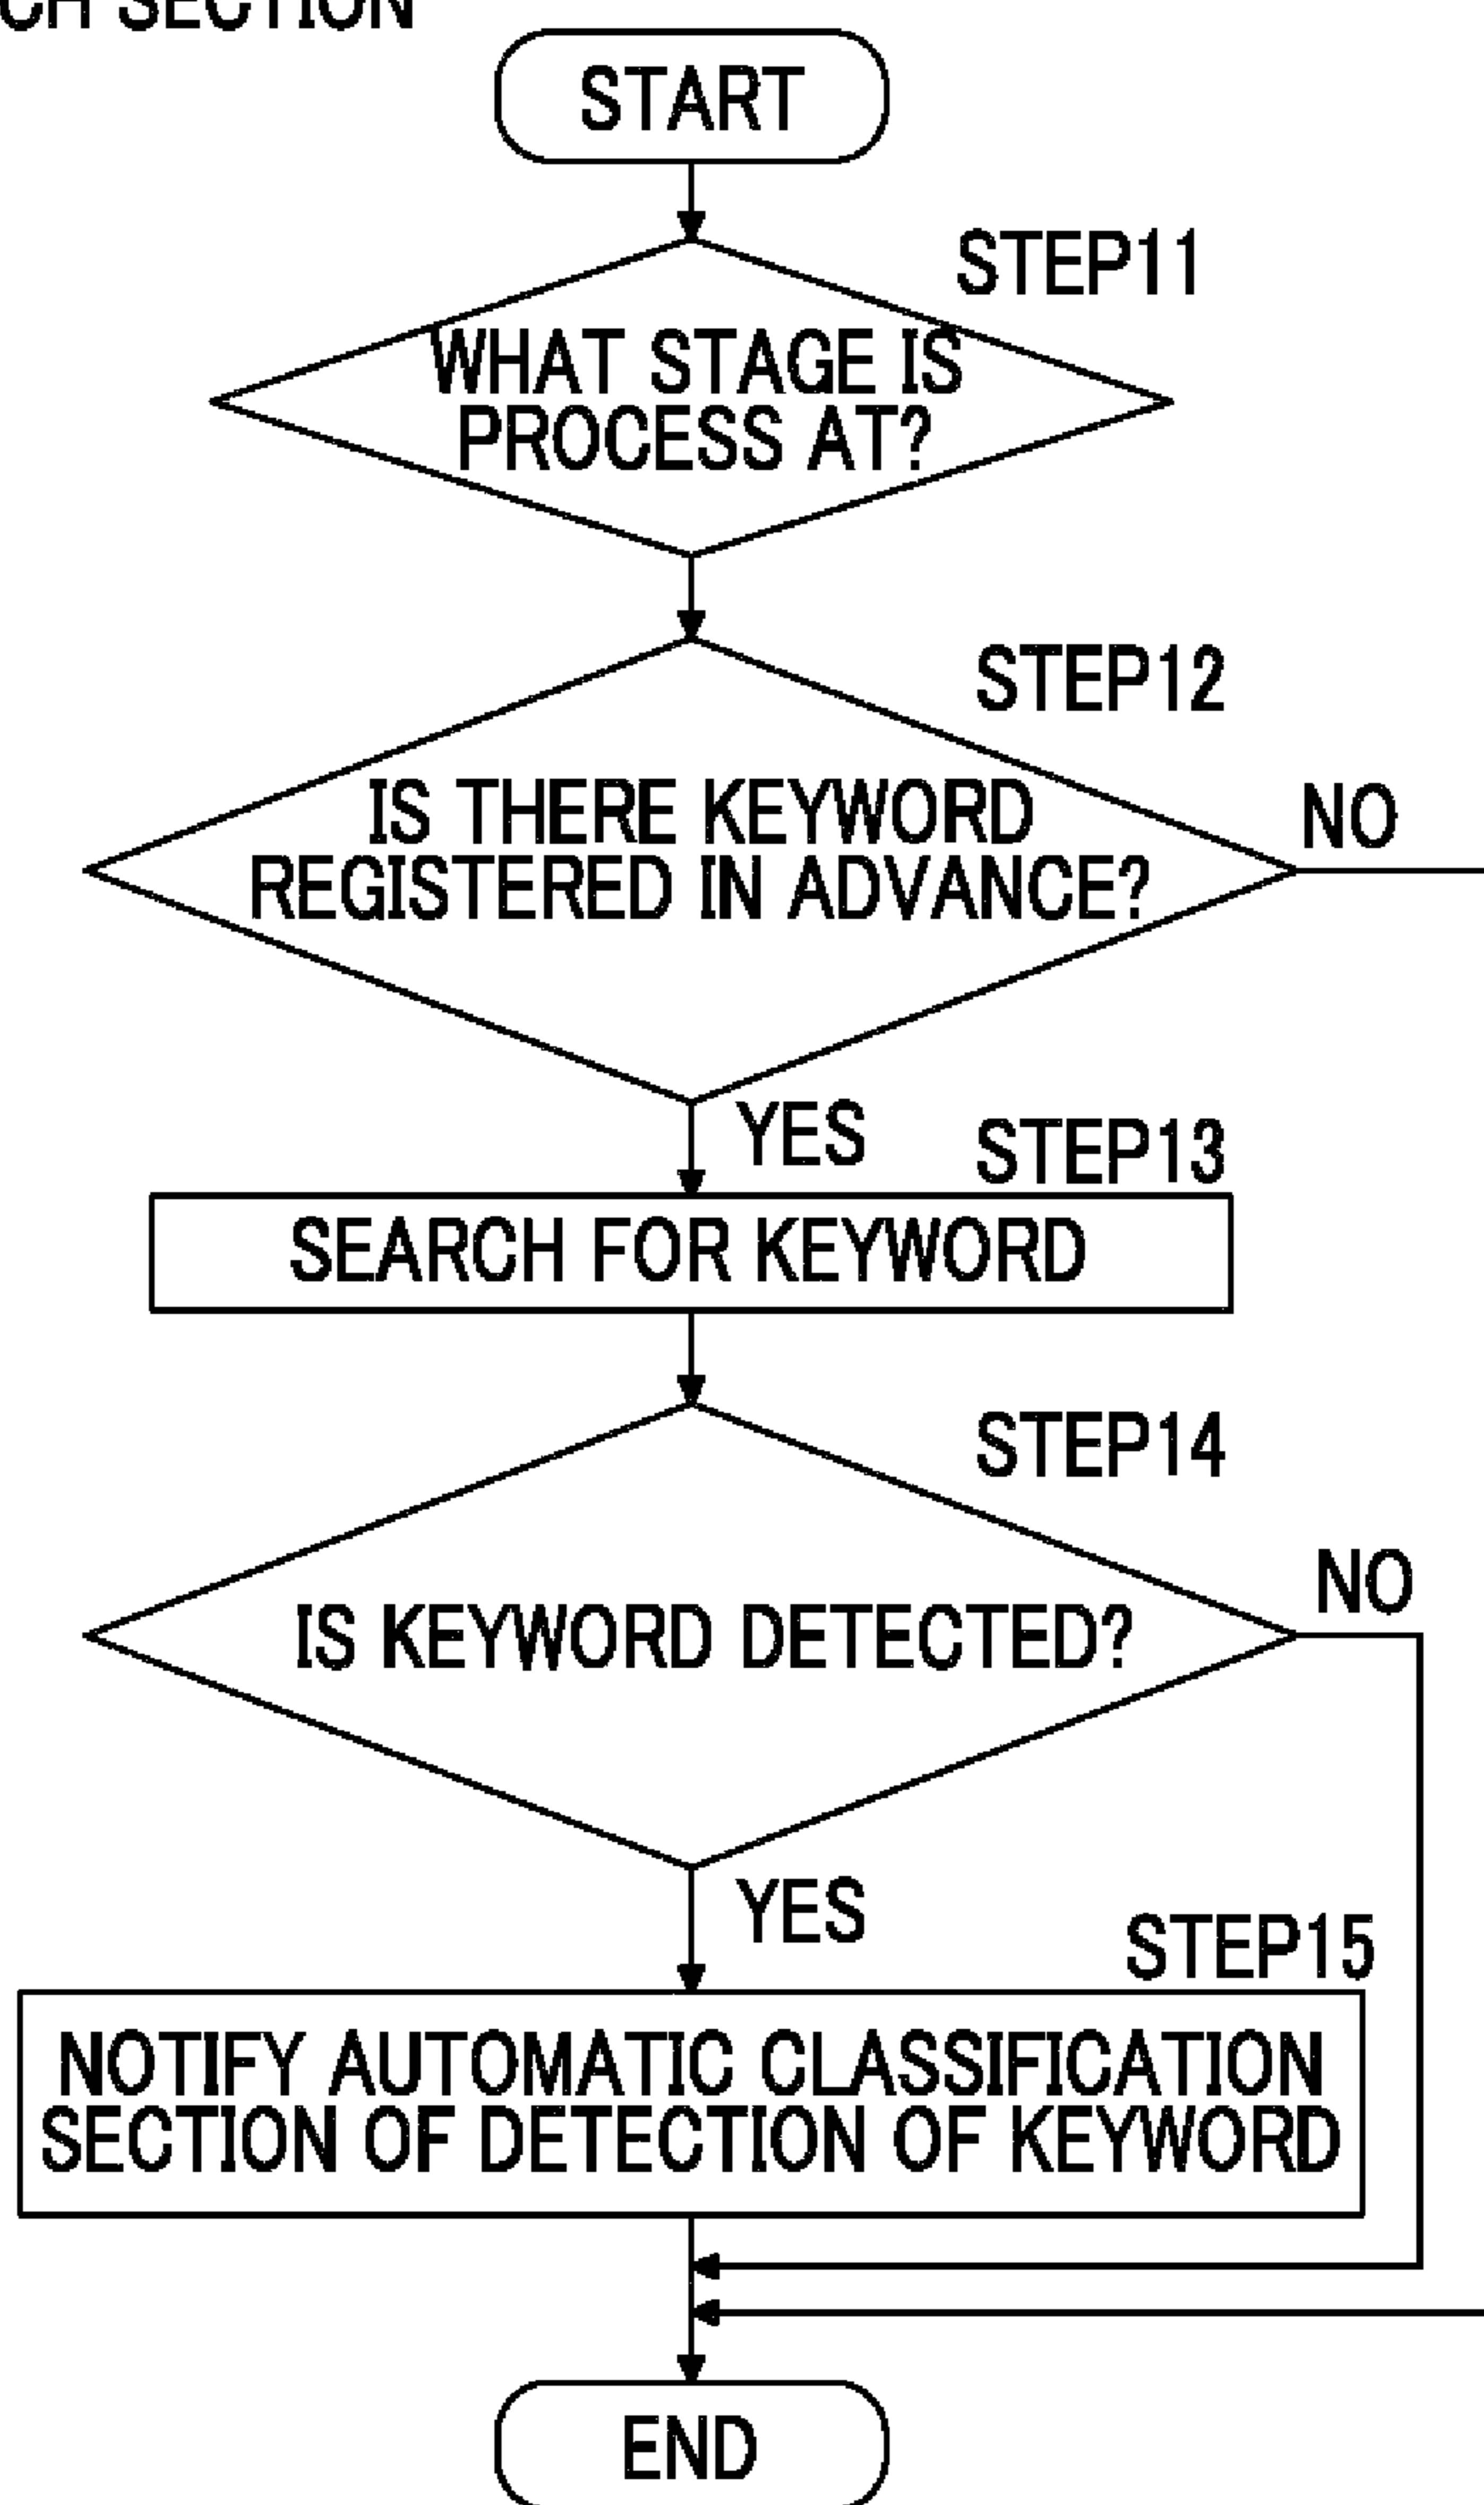 SECTION
START
STEP11
WHAT STAGE IS
PROCESS AT?
STEP12
IS THERE KEYWORD
REGISTERED IN ADVANCE?
NO
YES
STEP13
SEARCH FOR KEYWORD
STEP14
IS KEYWORD DETECTED?
NO
YES
STEP15
NOTIFY AUTOMATIC CLASSIFICATION
SECTION OF DETECTION OF KEYWORD
END